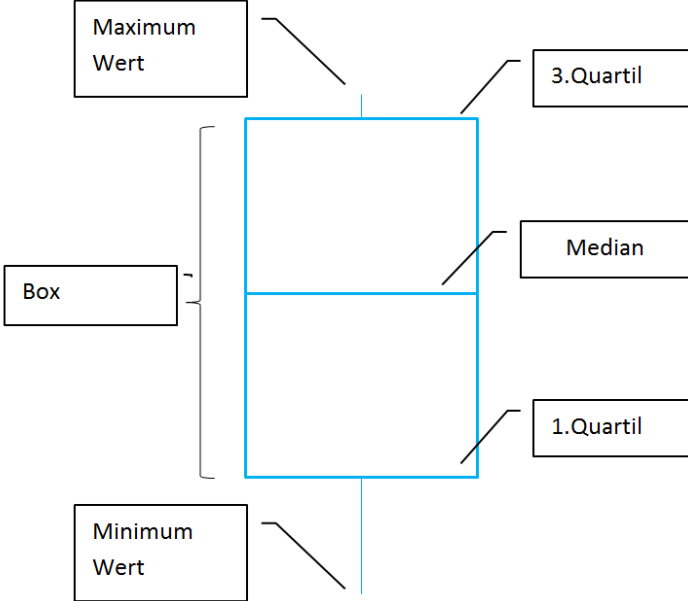 Maximum
Wert
3.Quartil
Median
Box
1.Quartil
Minimum
Wert